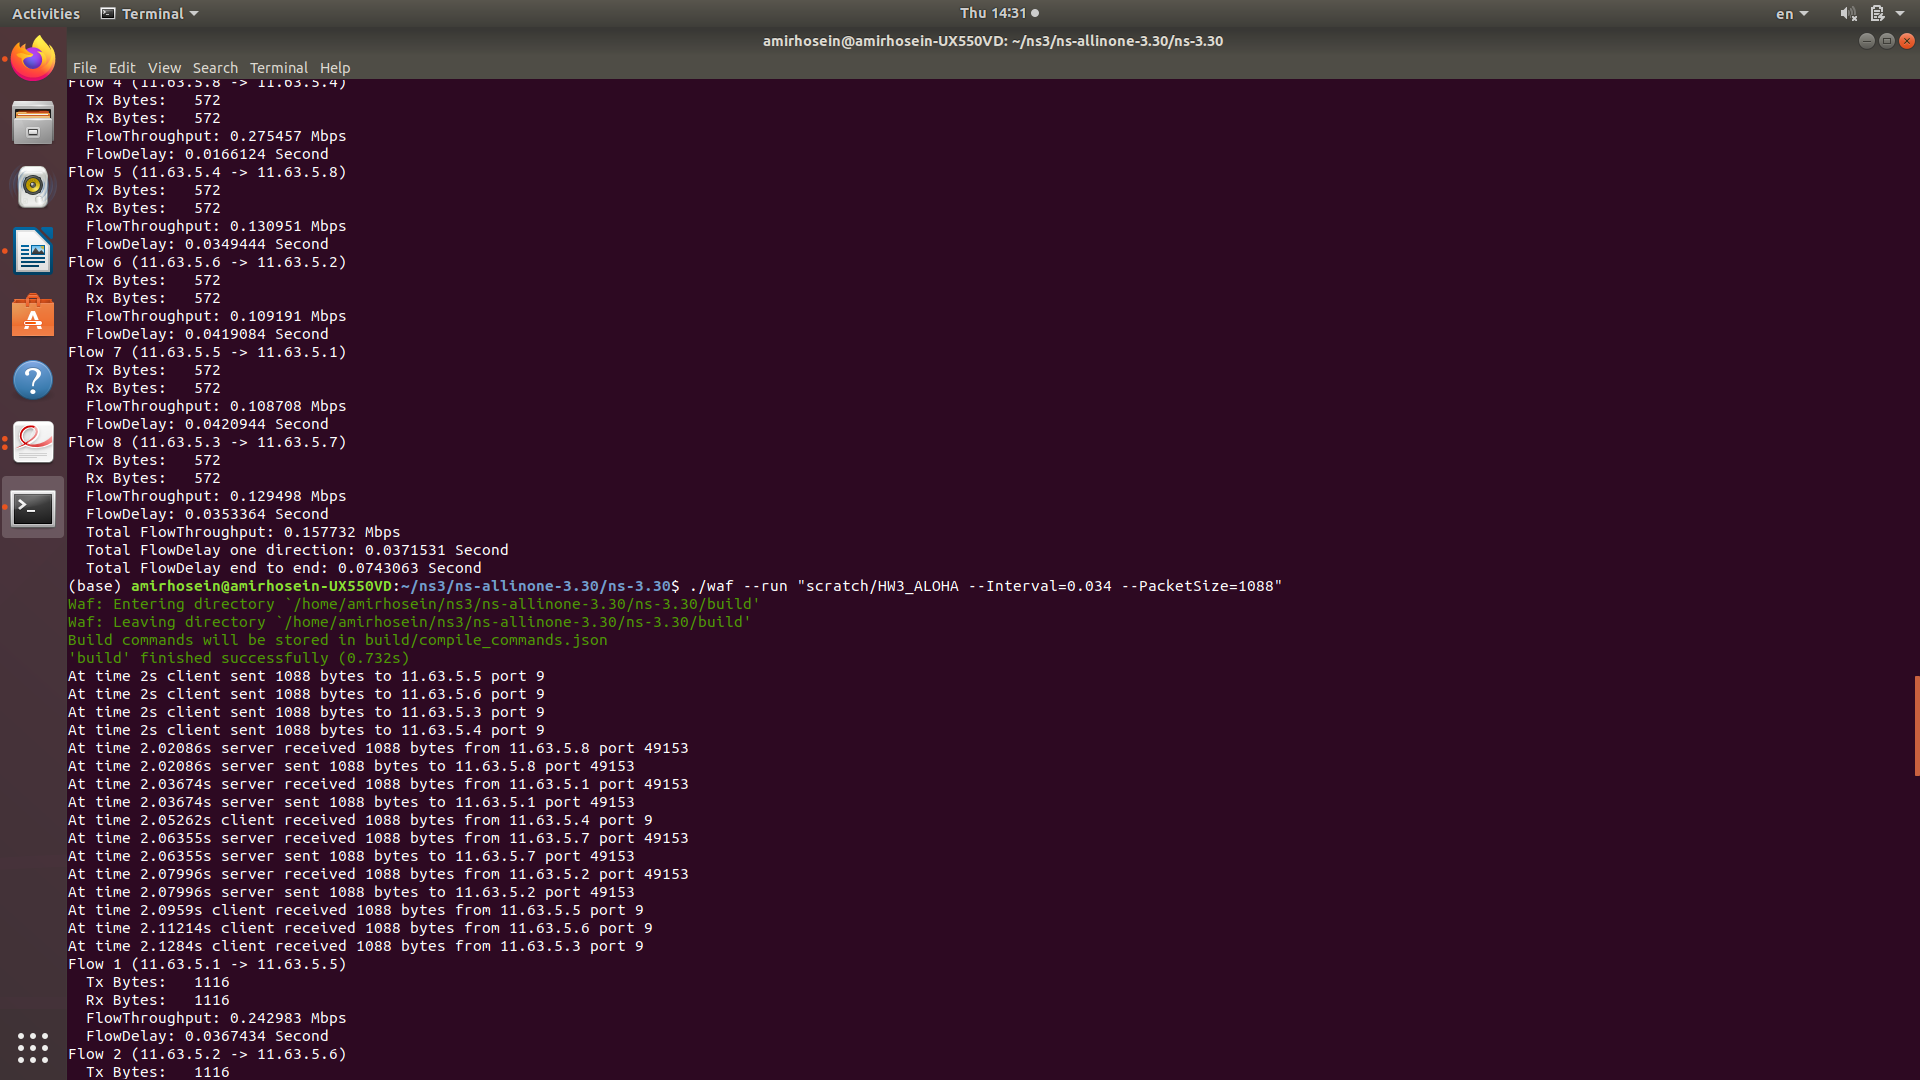 Activities Terminal Thu 14:31 en
amirhosein@amirhosein-UX550VD: ~/ns3/ns-allinone-3.30/ns-3.30
File Edit View Search Terminal Help
Flow 4 (11.63.5.8 -> 11.63.5.4)
Tx Bytes: 572
Rx Bytes: 572
FlowThroughput: 0.275457 Mbps
FlowDelay: 0.0166124 Second
Flow 5 (11.63.5.4 -> 11.63.5.8)
Tx Bytes: 572
Rx Bytes: 572
FlowThroughput: 0.130951 Mbps
FlowDelay: 0.0349444 Second
Flow 6 (11.63.5.6 -> 11.63.5.2)
Tx Bytes: 572
Rx Bytes: 572
FlowThroughput: 0.109191 Mbps
FlowDelay: 0.0419084 Second
Flow 7 (11.63.5.5 -> 11.63.5.1)
Tx Bytes: 572
Rx Bytes: 572
FlowThroughput: 0.108708 Mbps
FlowDelay: 0.0420944 Second
Flow 8 (11.63.5.3 -> 11.63.5.7)
Tx Bytes: 572
Rx Bytes: 572
FlowThroughput: 0.129498 Mbps
FlowDelay: 0.0353364 Second
Total FlowThroughput: 0.157732 Mbps
Total FlowDelay one direction: 0.0371531 Second
Total FlowDelay end to end: 0.0743063 Second
(base) amirhosein@amirhosein-UX550VD:~/ns3/ns-allinone-3.30/ns-3.30$ ./waf --run "scratch/HW3_ALOHA --Interval=0.034 --PacketSize=1088"
Waf: Entering directory `/home/amirhosein/ns3/ns-allinone-3.30/ns-3.30/build'
Waf: Leaving directory `/home/amirhosein/ns3/ns-allinone-3.30/ns-3.30/build'
Build commands will be stored in build/compile_commands.json
'build' finished successfully (0.732s)
At time 2s client sent 1088 bytes to 11.63.5.5 port 9
At time 2s client sent 1088 bytes to 11.63.5.6 port 9
At time 2s client sent 1088 bytes to 11.63.5.3 port 9
At time 2s client sent 1088 bytes to 11.63.5.4 port 9
At time 2.02086s server received 1088 bytes from 11.63.5.8 port 49153
At time 2.02086s server sent 1088 bytes to 11.63.5.8 port 49153
At time 2.03674s server received 1088 bytes from 11.63.5.1 port 49153
At time 2.03674s server sent 1088 bytes to 11.63.5.1 port 49153
At time 2.05262s client received 1088 bytes from 11.63.5.4 port 9
At time 2.06355s server received 1088 bytes from 11.63.5.7 port 49153
At time 2.06355s server sent 1088 bytes to 11.63.5.7 port 49153
At time 2.07996s server received 1088 bytes from 11.63.5.2 port 49153
At time 2.07996s server sent 1088 bytes to 11.63.5.2 port 49153
At time 2.0959s client received 1088 bytes from 11.63.5.5 port 9
At time 2.11214s client received 1088 bytes from 11.63.5.6 port 9
At time 2.1284s client received 1088 bytes from 11.63.5.3 port 9
Flow 1 (11.63.5.1 -> 11.63.5.5)
Tx Bytes: 1116
Rx Bytes: 1116
FlowThroughput: 0.242983 Mbps
FlowDelay: 0.0367434 Second
Flow 2 (11.63.5.2 -> 11.63.5.6)
Tx Bytes: 1116